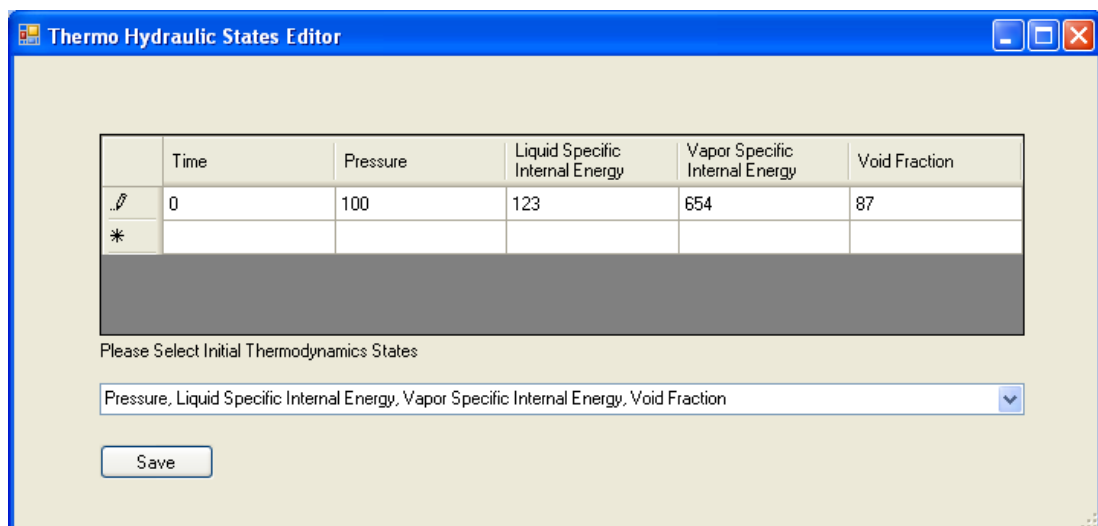 Thermo Hydraulic States Editor
Time Pressure Liquid Specific Internal Energy Vapor Specific Internal Energy Void Fraction
0 100 123 654 87
Please Select Initial Thermodynamics States
Pressure, Liquid Specific Internal Energy, Vapor Specific Internal Energy, Void Fraction
Save